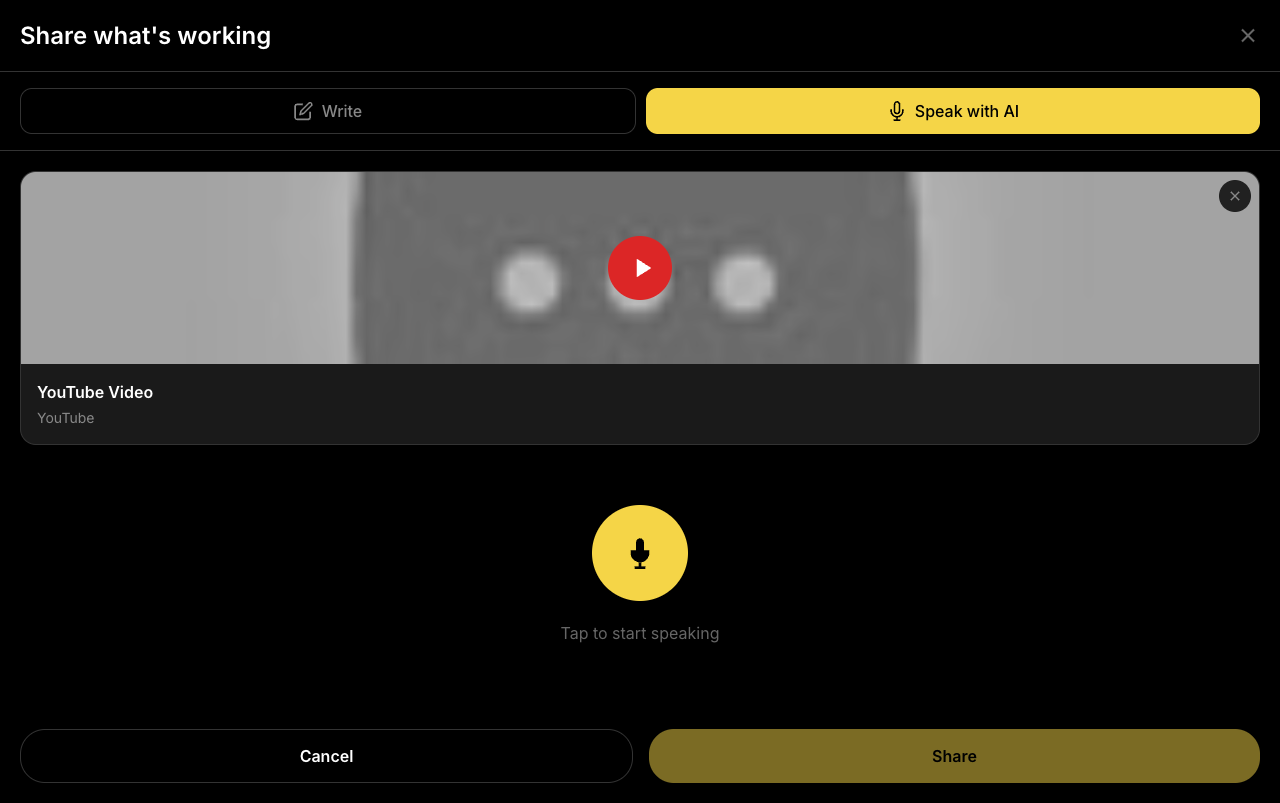 Share what's working
Write
Speak with AI
YouTube Video
YouTube
Tap to start speaking
Cancel
Share